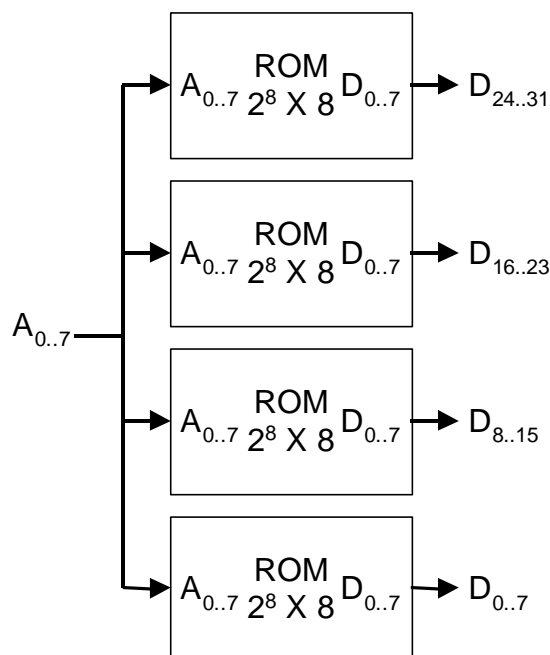 ROM
A0..7 2⁸ X 8 D0..7 D24..31
ROM
A0..7 2⁸ X 8 D0..7 D16..23
A0..7
ROM
A0..7 2⁸ X 8 D0..7 D8..15
ROM
A0..7 2⁸ X 8 D0..7 D0..7